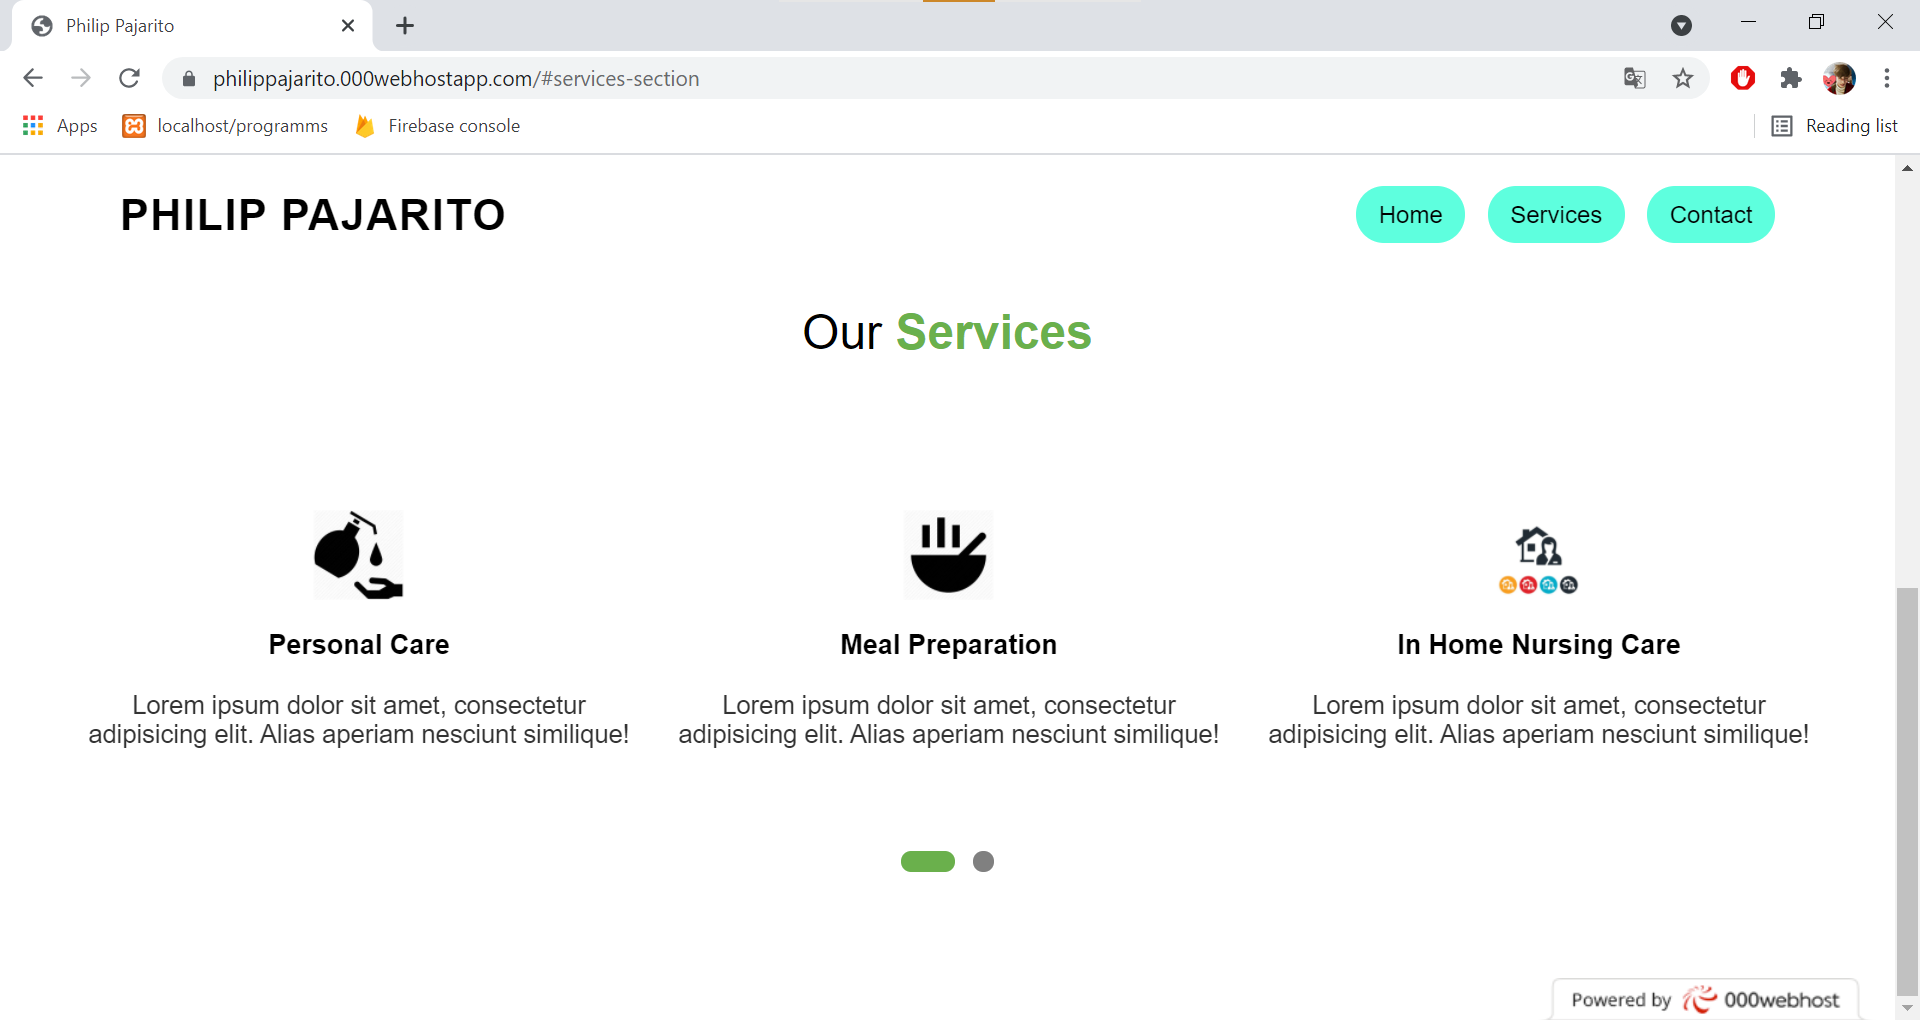 Philip Pajarito
philippajarito.000webhostapp.com/#services-section
Apps
localhost/programms
Firebase console
Reading list
PHILIP PAJARITO
Home
Services
Contact
Our Services
Personal Care
Lorem ipsum dolor sit amet, consectetur
adipisicing elit. Alias aperiam nesciunt similique!
Meal Preparation
Lorem ipsum dolor sit amet, consectetur
adipisicing elit. Alias aperiam nesciunt similique!
In Home Nursing Care
Lorem ipsum dolor sit amet, consectetur
adipisicing elit. Alias aperiam nesciunt similique!
Powered by 000webhost